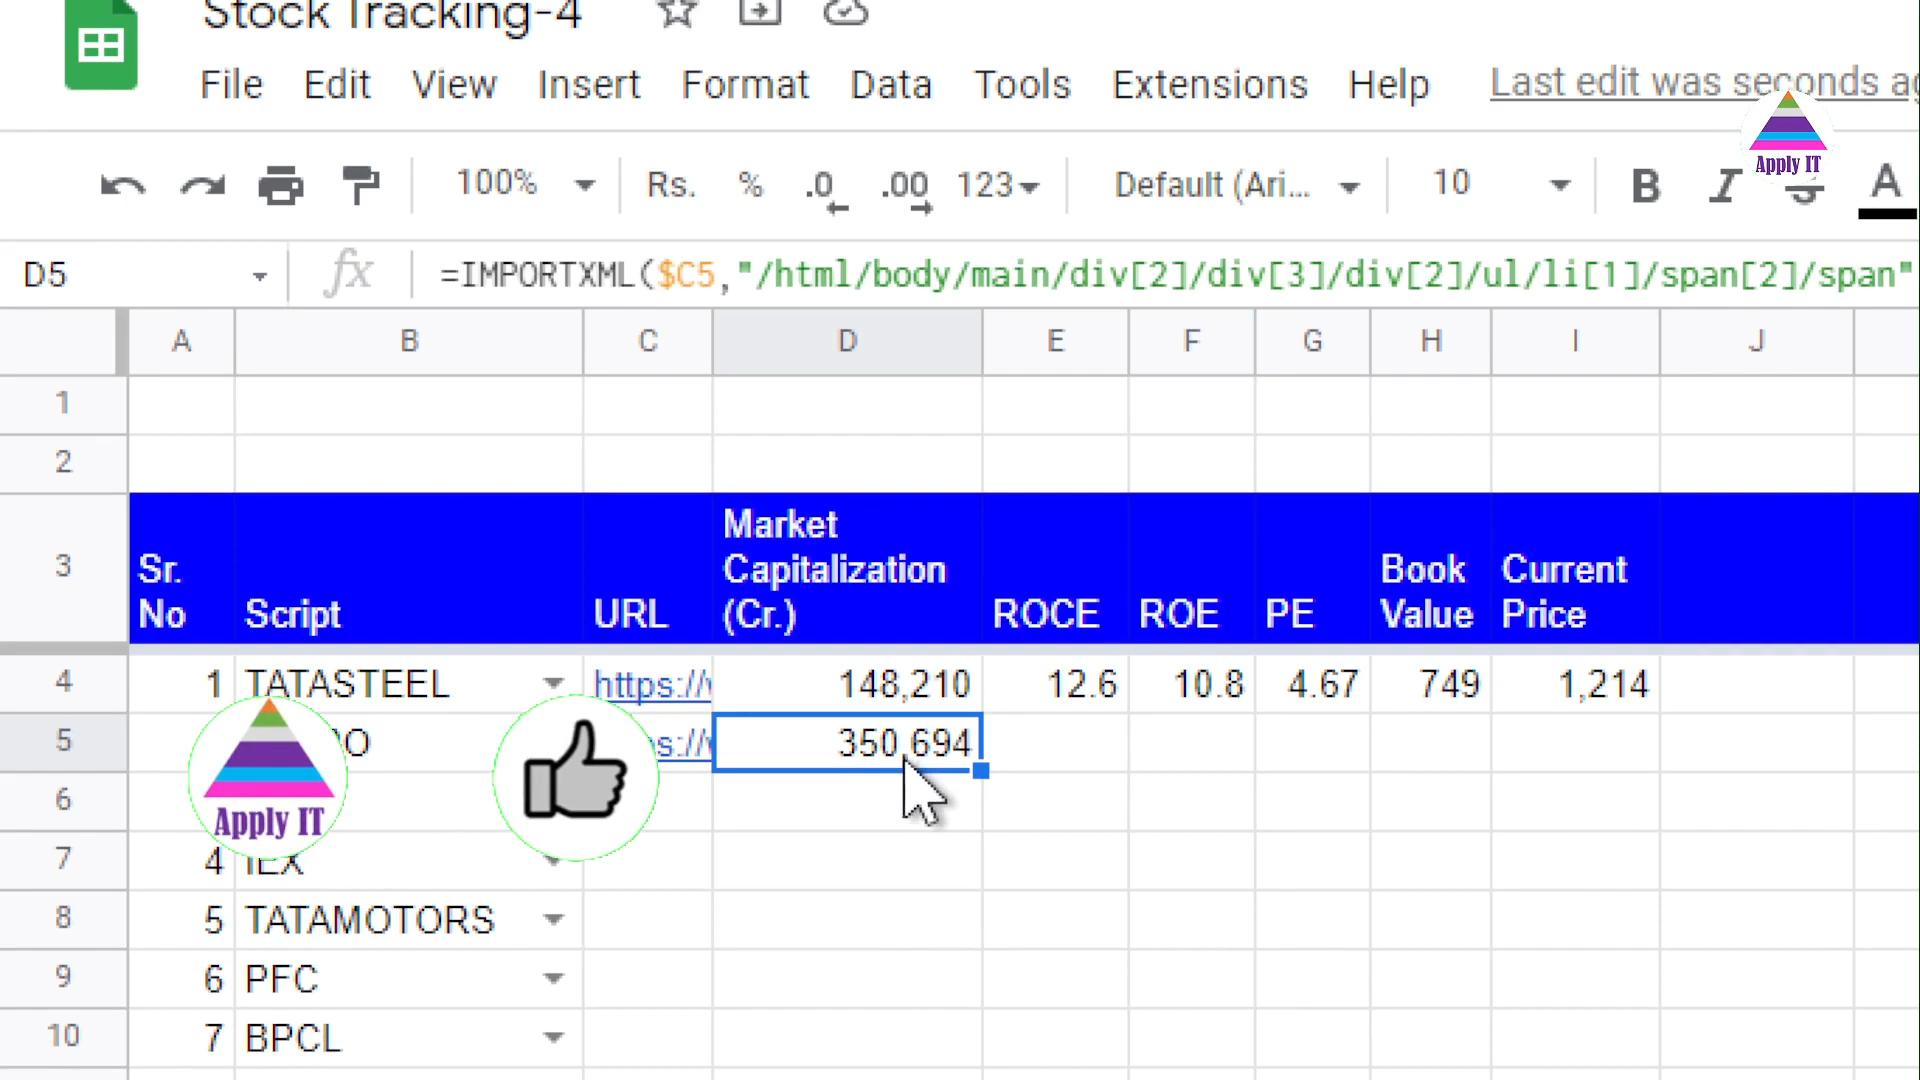 Stock Tracking-4
File Edit View Insert Format Data Tools Extensions Help Last edit was seconds
Apply IT
100% Rs. % .0 .00 123 Default (Ari... 10 B I S A
D5 fx =IMPORTXML($C5,"/html/body/main/div[2]/div[3]/div[2]/ul/li[1]/span[2]/span"
A B C D E F G H I J
1
2
3 Sr. No Script URL Market Capitalization (Cr.) ROCE ROE PE Book Value Current Price
4 1 TATASTEEL https:// 148,210 12.6 10.8 4.67 749 1,214
5 O s:// 350,694
6
Apply IT
7 4 IEX
8 5 TATAMOTORS
9 6 PFC
10 7 BPCL